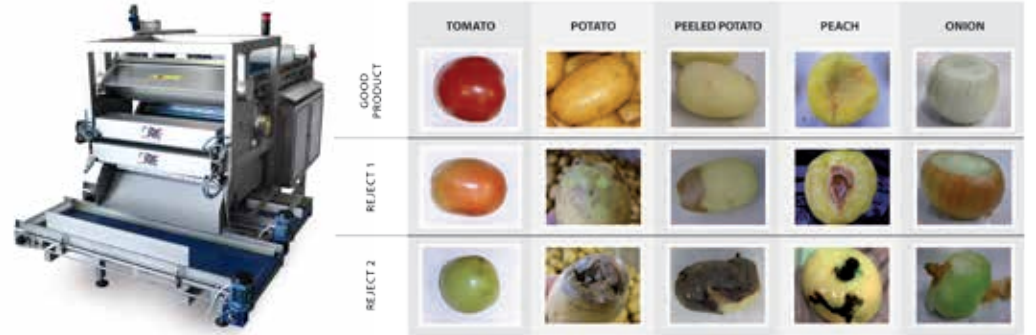 TOMATO
POTATO
PEELED POTATO
PEACH
ONION
GOOD
PRODUCT
REJECT 1
REJECT 2